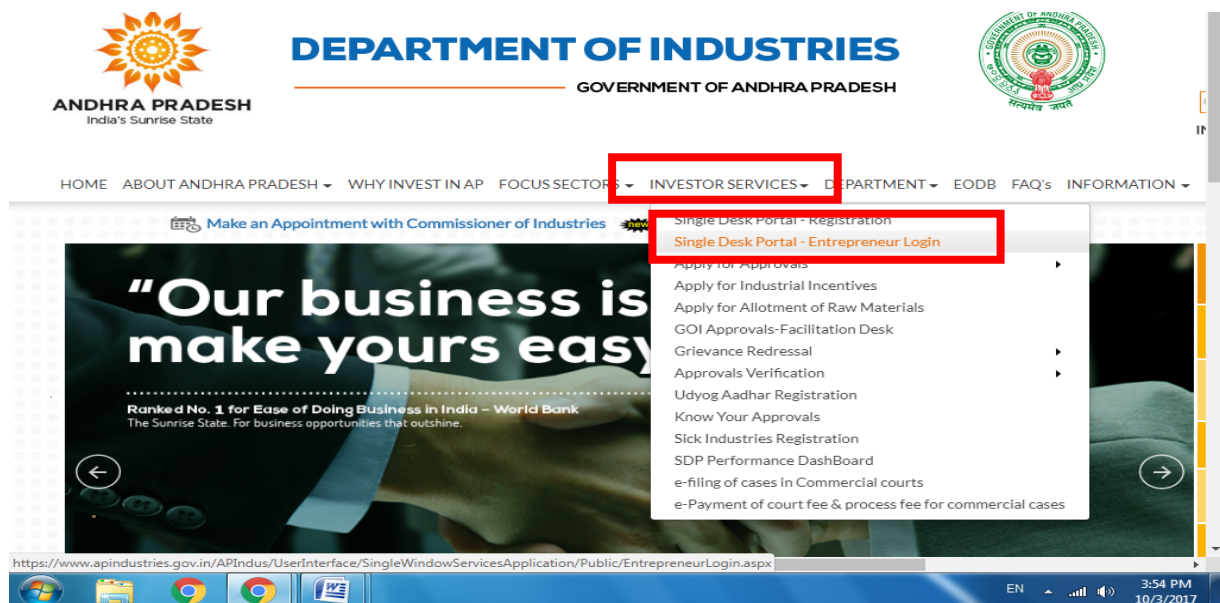 DEPARTMENT OF INDUSTRIES
GOVERNMENT OF ANDHRA PRADESH
ANDHRA PRADESH
India's Sunrise State
सत्यमेव जयते
HOME ABOUT ANDHRA PRADESH WHY INVEST IN AP FOCUS SECTORS INVESTOR SERVICES DEPARTMENT EODB FAQ's INFORMATION
Make an Appointment with Commissioner of Industries new
Single Desk Portal - Registration
Single Desk Portal - Entrepreneur Login
Apply for Approvals
Apply for Industrial Incentives
Apply for Allotment of Raw Materials
GOI Approvals-Facilitation Desk
Grievance Redressal
Approvals Verification
Udyog Aadhar Registration
Know Your Approvals
Sick Industries Registration
SDP Performance DashBoard
e-filing of cases in Commercial courts
e-Payment of court fee & process fee for commercial cases
"Our business is
make yours easy
Ranked No. 1 for Ease of Doing Business in India – World Bank
The Sunrise State. For business opportunities that outshine.
https://www.apindustries.gov.in/APIndus/UserInterface/SingleWindowServicesApplication/Public/EntrepreneurLogin.aspx
EN 3:54 PM
10/3/2017